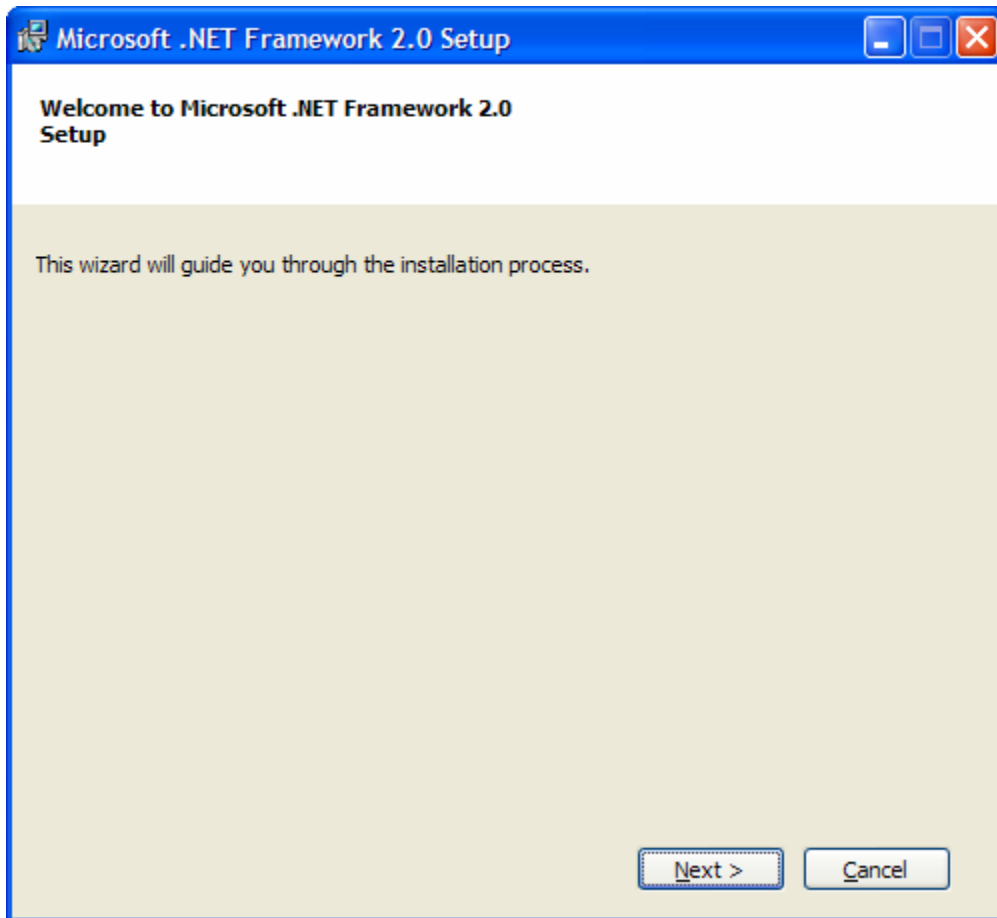 Microsoft .NET Framework 2.0 Setup
Welcome to Microsoft .NET Framework 2.0
Setup
This wizard will guide you through the installation process.
Next >
Cancel